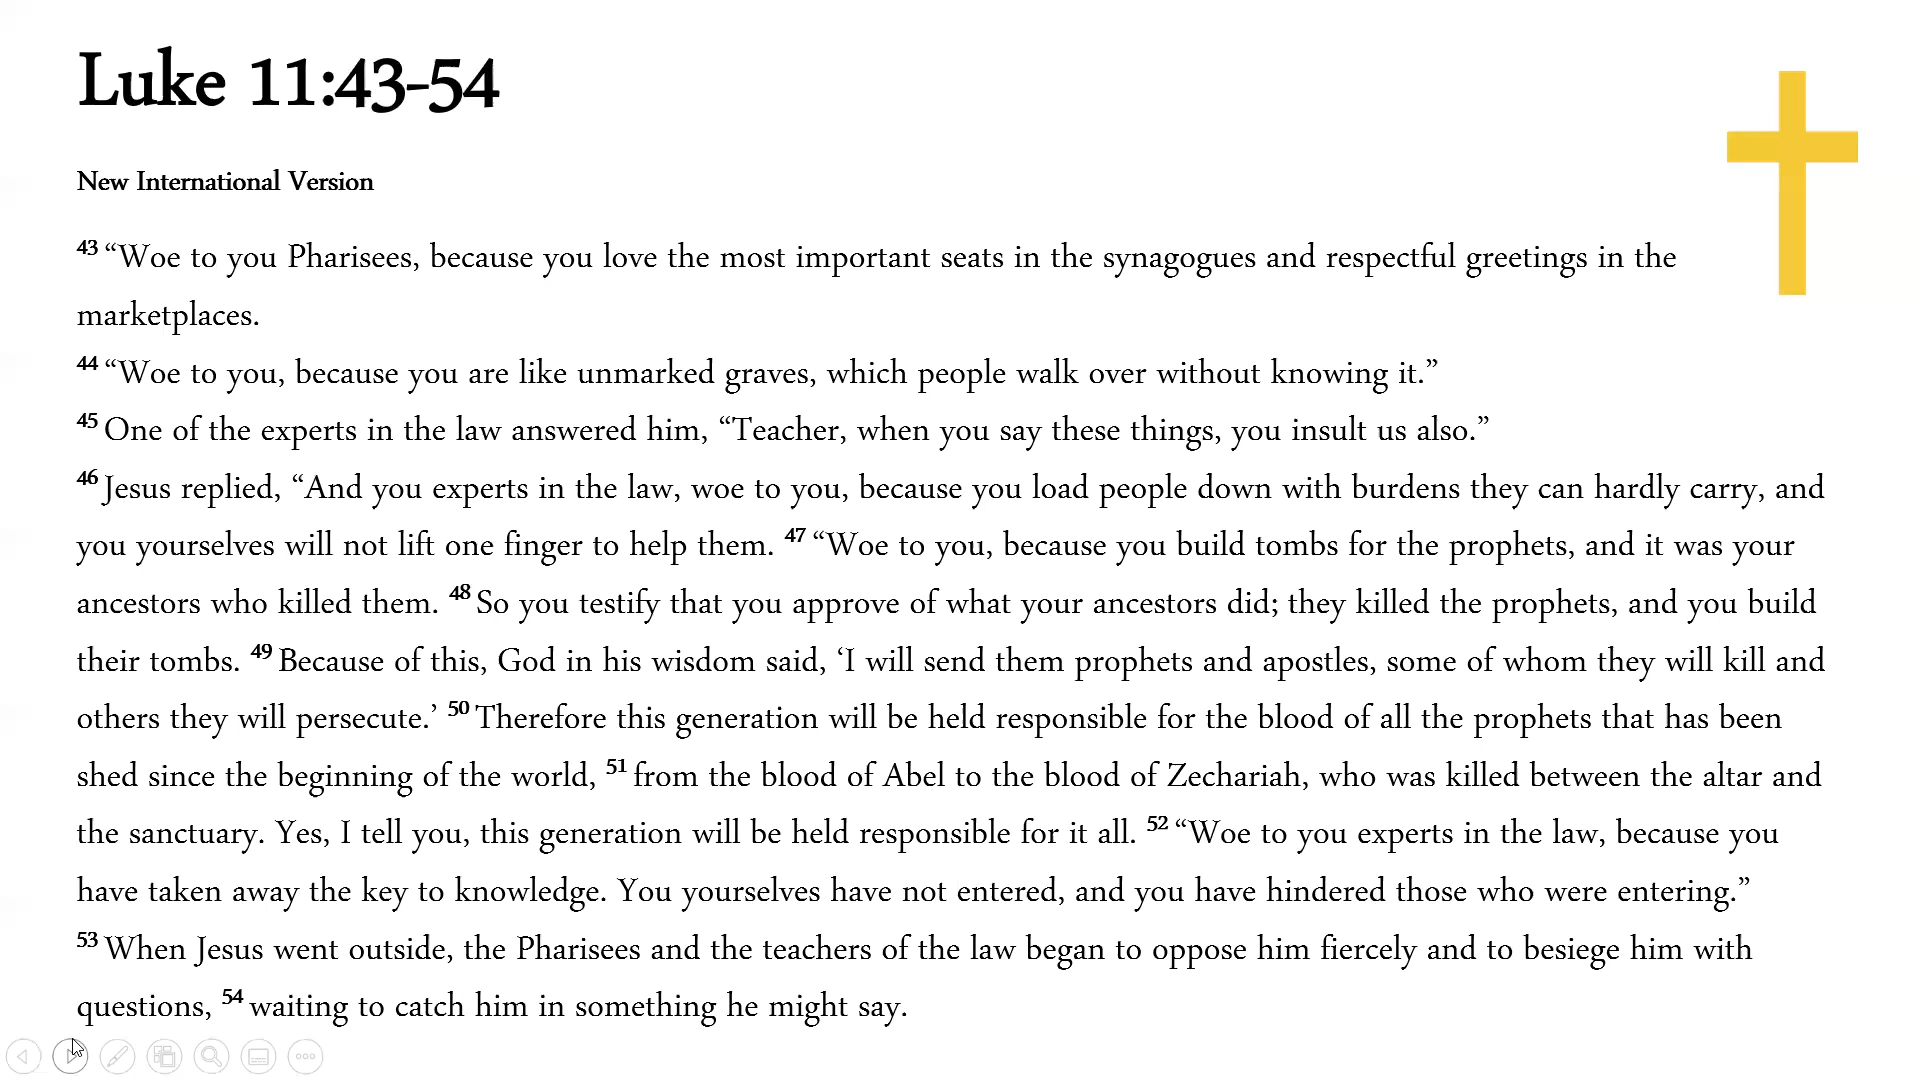 Luke 11:43-54
New International Version
43 “Woe to you Pharisees, because you love the most important seats in the synagogues and respectful greetings in the
marketplaces.
44 “Woe to you, because you are like unmarked graves, which people walk over without knowing it.”
45 One of the experts in the law answered him, “Teacher, when you say these things, you insult us also.”
46 Jesus replied, “And you experts in the law, woe to you, because you load people down with burdens they can hardly carry, and
you yourselves will not lift one finger to help them. 47 “Woe to you, because you build tombs for the prophets, and it was your
ancestors who killed them. 48 So you testify that you approve of what your ancestors did; they killed the prophets, and you build
their tombs. 49 Because of this, God in his wisdom said, ‘I will send them prophets and apostles, some of whom they will kill and
others they will persecute.’ 50 Therefore this generation will be held responsible for the blood of all the prophets that has been
shed since the beginning of the world, 51 from the blood of Abel to the blood of Zechariah, who was killed between the altar and
the sanctuary. Yes, I tell you, this generation will be held responsible for it all. 52 “Woe to you experts in the law, because you
have taken away the key to knowledge. You yourselves have not entered, and you have hindered those who were entering.”
53 When Jesus went outside, the Pharisees and the teachers of the law began to oppose him fiercely and to besiege him with
questions, 54 waiting to catch him in something he might say.